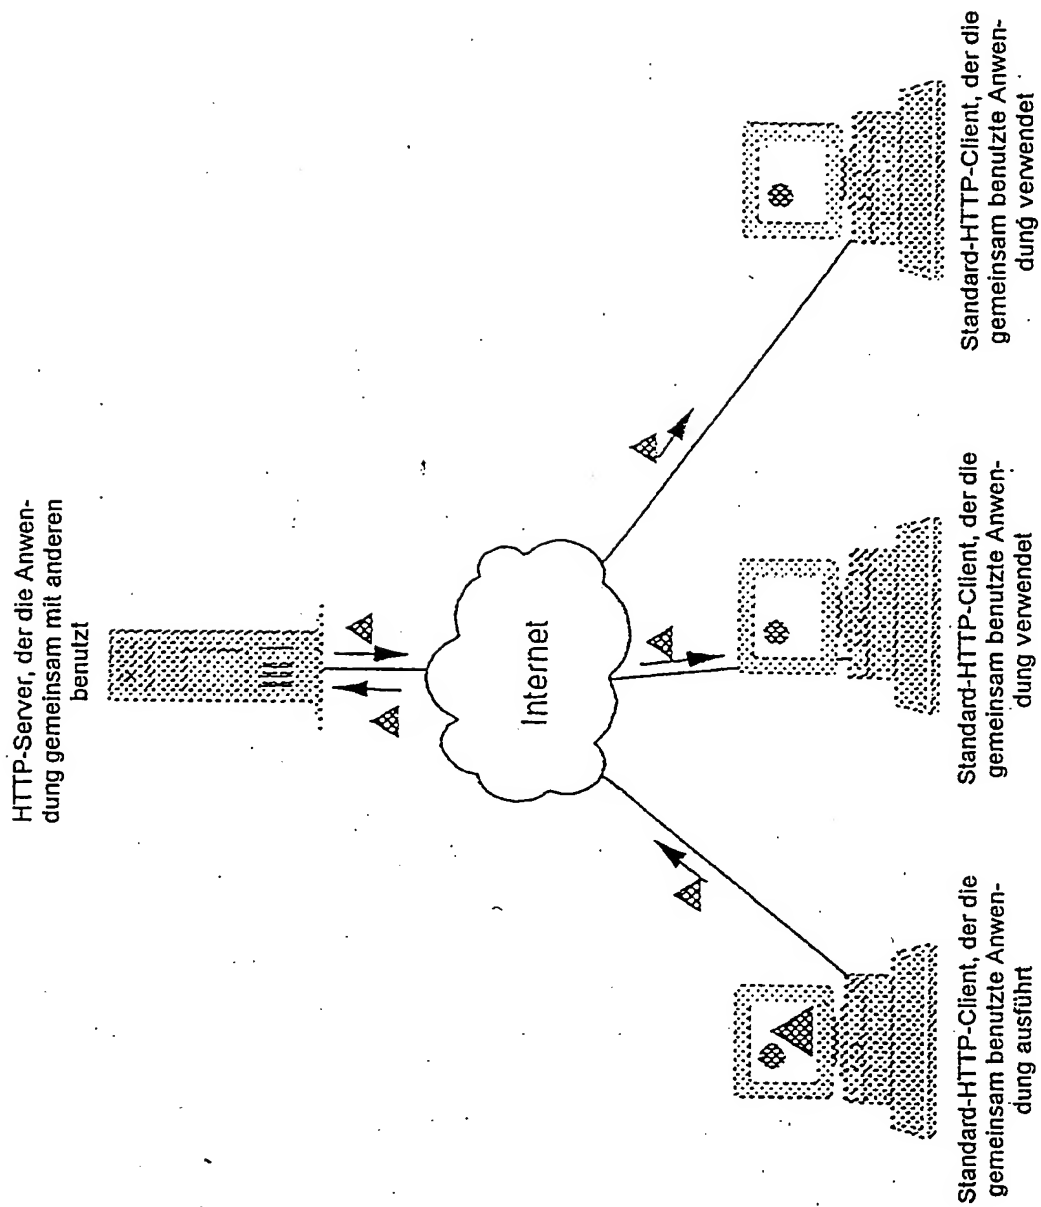 HTTP-Server, der die Anwen-
dung gemeinsam mit anderen
benutzt
Internet
Standard-HTTP-Client, der die
gemeinsam benutzte Anwen-
dung ausführt
Standard-HTTP-Client, der die
gemeinsam benutzte Anwen-
dung verwendet
Standard-HTTP-Client, der die
gemeinsam benutzte Anwen-
dung verwendet